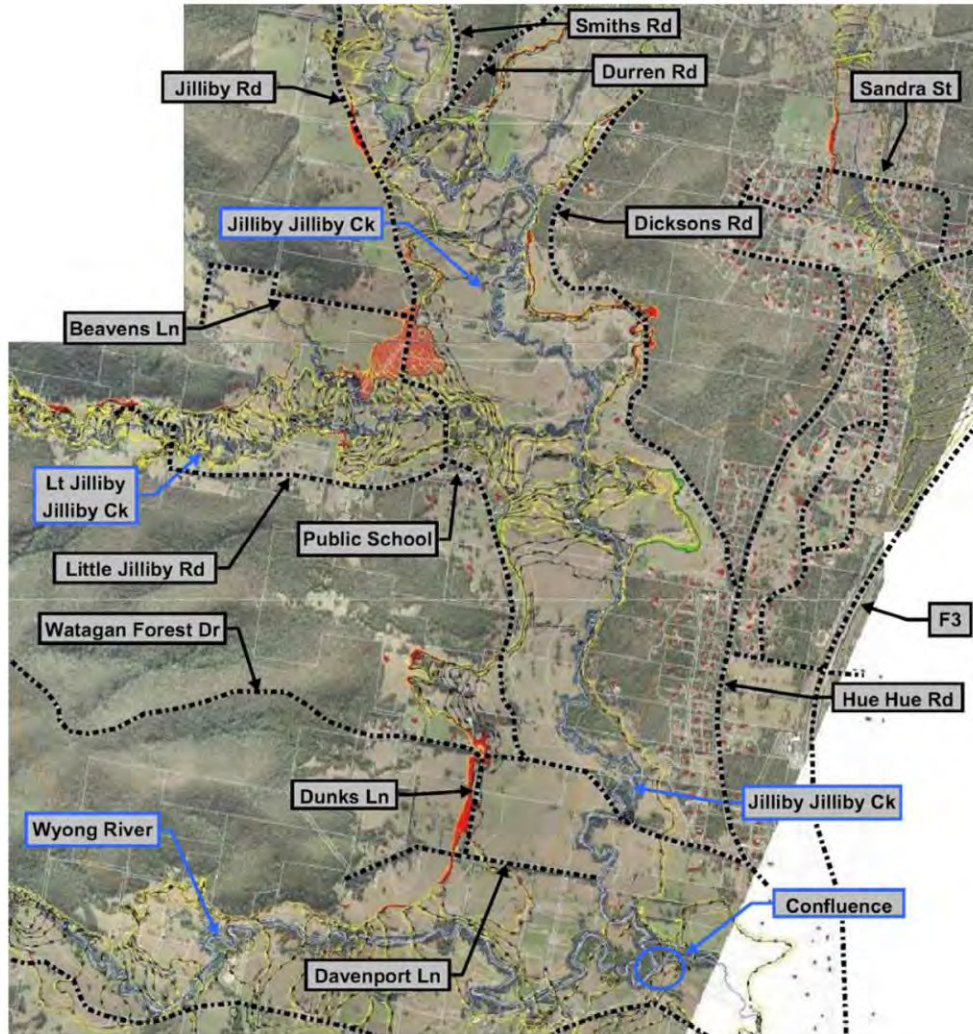 Smiths Rd
Durren Rd
Jilliby Rd
Sandra St
Jilliby Jilliby Ck
Dicksons Rd
Beavens Ln
Lt Jilliby
Jilliby Ck
Public School
Little Jilliby Rd
F3
Watagan Forest Dr
Hue Hue Rd
Dunks Ln
Jilliby Jilliby Ck
Wyong River
Confluence
Davenport Ln